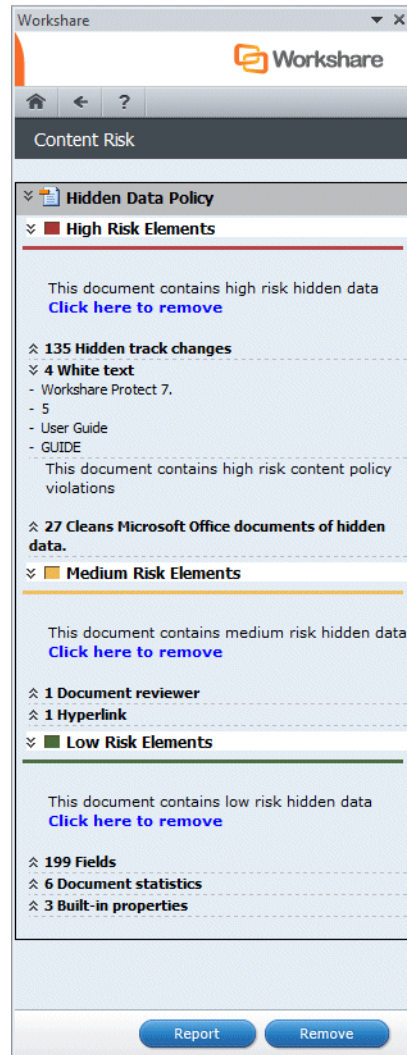 Workshare
Workshare
?
Content Risk
Hidden Data Policy
High Risk Elements
This document contains high risk hidden data
Click here to remove
135 Hidden track changes
4 White text
- Workshare Protect 7.
- 5
- User Guide
- GUIDE
This document contains high risk content policy
violations
27 Cleans Microsoft Office documents of hidden
data.
Medium Risk Elements
This document contains medium risk hidden data
Click here to remove
1 Document reviewer
1 Hyperlink
Low Risk Elements
This document contains low risk hidden data
Click here to remove
199 Fields
6 Document statistics
3 Built-in properties
Report Remove